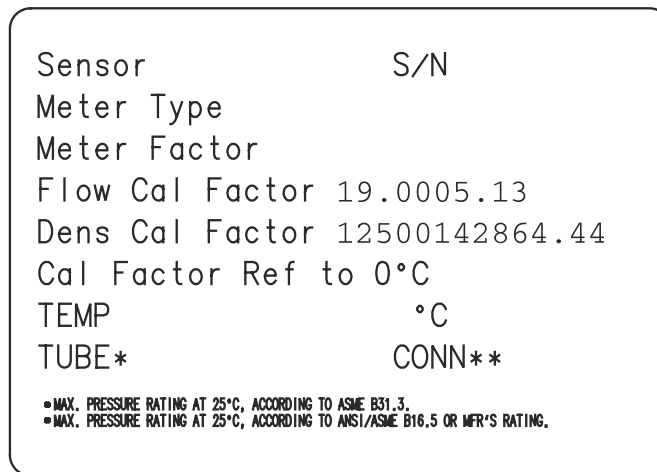 Sensor S/N
Meter Type
Meter Factor
Flow Cal Factor 19.0005.13
Dens Cal Factor 12500142864.44
Cal Factor Ref to 0°C
TEMP °C
TUBE* CONN**
*MAX. PRESSURE RATING AT 25°C, ACCORDING TO ASME B31.3.
*MAX. PRESSURE RATING AT 25°C, ACCORDING TO ANSI/ASME B16.5 OR MFR'S RATING.